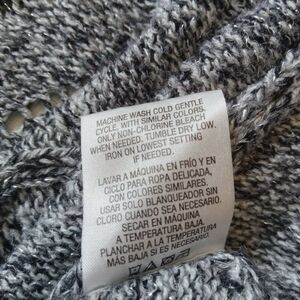 MACHINE WASH COLD GENTLE
CYCLE, WITH SIMILAR COLORS.
ONLY NON-CHLORINE BLEACH
WHEN NEEDED, TUMBLE DRY LOW.
IRON ON LOWEST SETTING
IF NEEDED.
LAVAR A MÁQUINA EN FRÍO Y EN
CICLO PARA ROPA DELICADA,
CON COLORES SIMILARES.
USAR SOLO BLANQUEADOR SIN
CLORO CUANDO SEA NECESARIO.
SECAR EN MÁQUINA
A TEMPERATURA BAJA.
PLANCHAR A LA TEMPERATURA
MÁS BAJA SI ES NECESARIO.